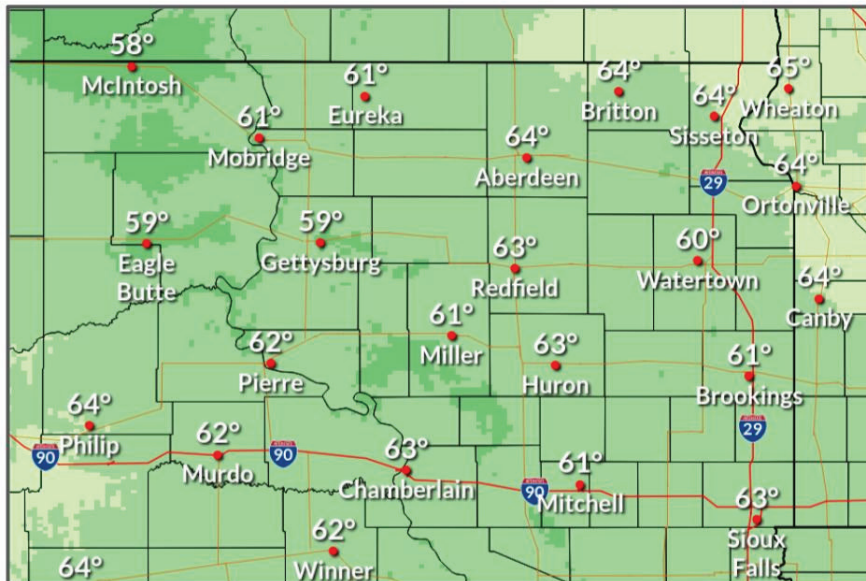 58°
McIntosh
61°
Eureka
64°
Britton
65°
Wheaton
64°
Sisseton
61°
Mobridge
64°
Aberdeen
29
64°
Ortonville
59°
Eagle
Butte
59°
Gettysburg
63°
Redfield
60°
Watertown
64°
Canby
61°
Miller
62°
Pierre
63°
Huron
61°
Brookings
64°
Philip
90
62°
Murdo
90
63°
Chamberlain
29
61°
Mitchell
90
63°
Sioux
Falls
62°
Winner
64°